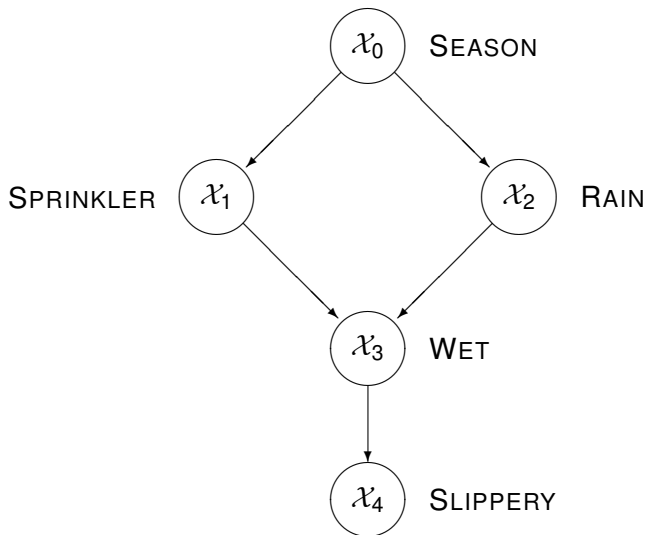 𝒳₀ SEASON
SPRINKLER 𝒳₁ 𝒳₂ RAIN
𝒳₃ WET
𝒳₄ SLIPPERY